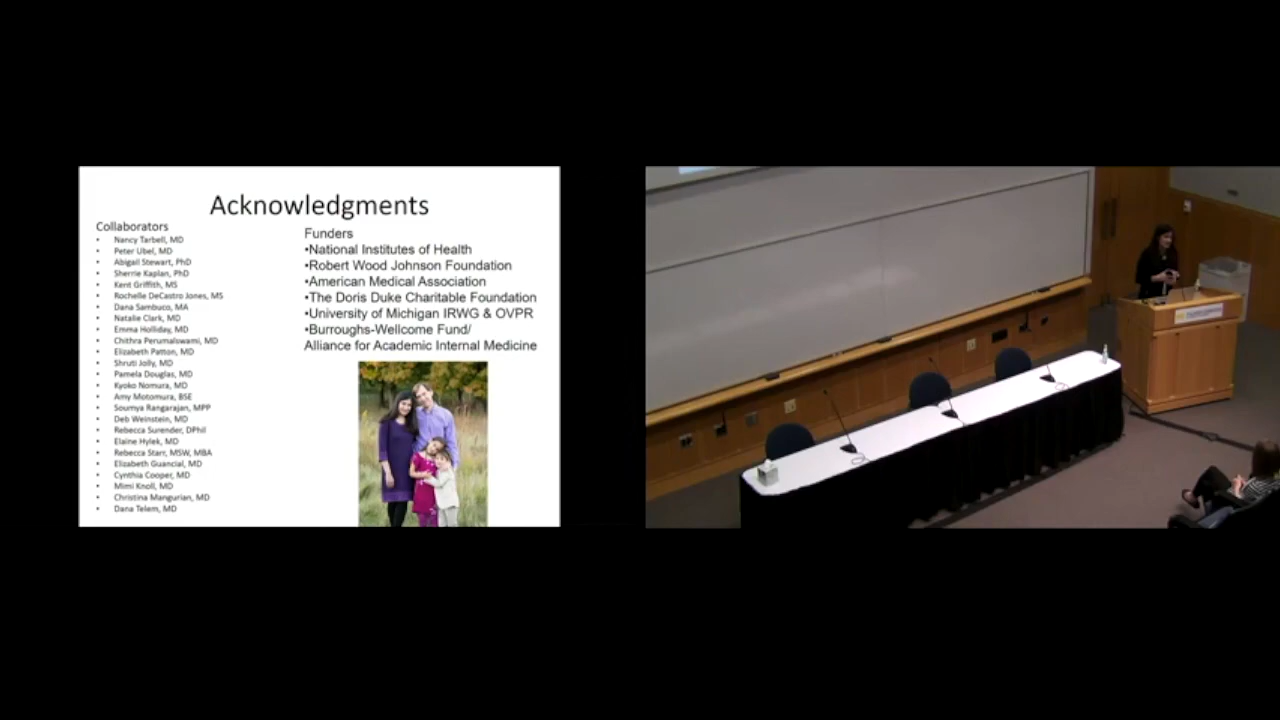 Acknowledgments
Collaborators
• Nancy Tarbell, MD
• Peter Ubel, MD
• Abigail Stewart, PhD
• Sherrie Kaplan, PhD
• Kent Griffith, MS
• Rochelle DeCastro Jones, MS
• Dana Sambuco, MA
• Natalie Clark, MD
• Emma Holliday, MD
• Chithra Perumalswami, MD
• Elizabeth Patton, MD
• Shruti Jolly, MD
• Pamela Douglas, MD
• Kyoko Nomura, MD
• Amy Motomura, BSE
• Soumya Rangarajan, MPP
• Deb Weinstein, MD
• Rebecca Surender, DPhil
• Elaine Hylek, MD
• Rebecca Starr, MSW, MBA
• Elizabeth Guancial, MD
• Cynthia Cooper, MD
• Mimi Knoll, MD
• Christina Mangurian, MD
• Dana Telem, MD
Funders
•National Institutes of Health
•Robert Wood Johnson Foundation
•American Medical Association
•The Doris Duke Charitable Foundation
•University of Michigan IRWG & OVPR
•Burroughs-Wellcome Fund/
Alliance for Academic Internal Medicine